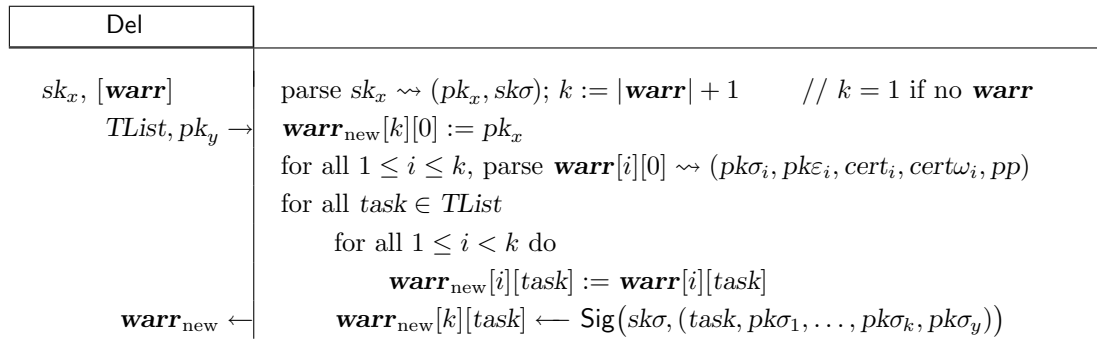 Del
sk_x, [warr] parse sk_x ⇝ (pk_x, skσ); k := |warr| + 1 // k = 1 if no warr
TList, pk_y → warr_new[k][0] := pk_x
for all 1 ≤ i ≤ k, parse warr[i][0] ⇝ (pkσ_i, pkε_i, cert_i, certω_i, pp)
for all task ∈ TList
for all 1 ≤ i < k do
warr_new[i][task] := warr[i][task]
warr_new ← warr_new[k][task] ⟵ Sig(skσ, (task, pkσ_1, …, pkσ_k, pkσ_y))